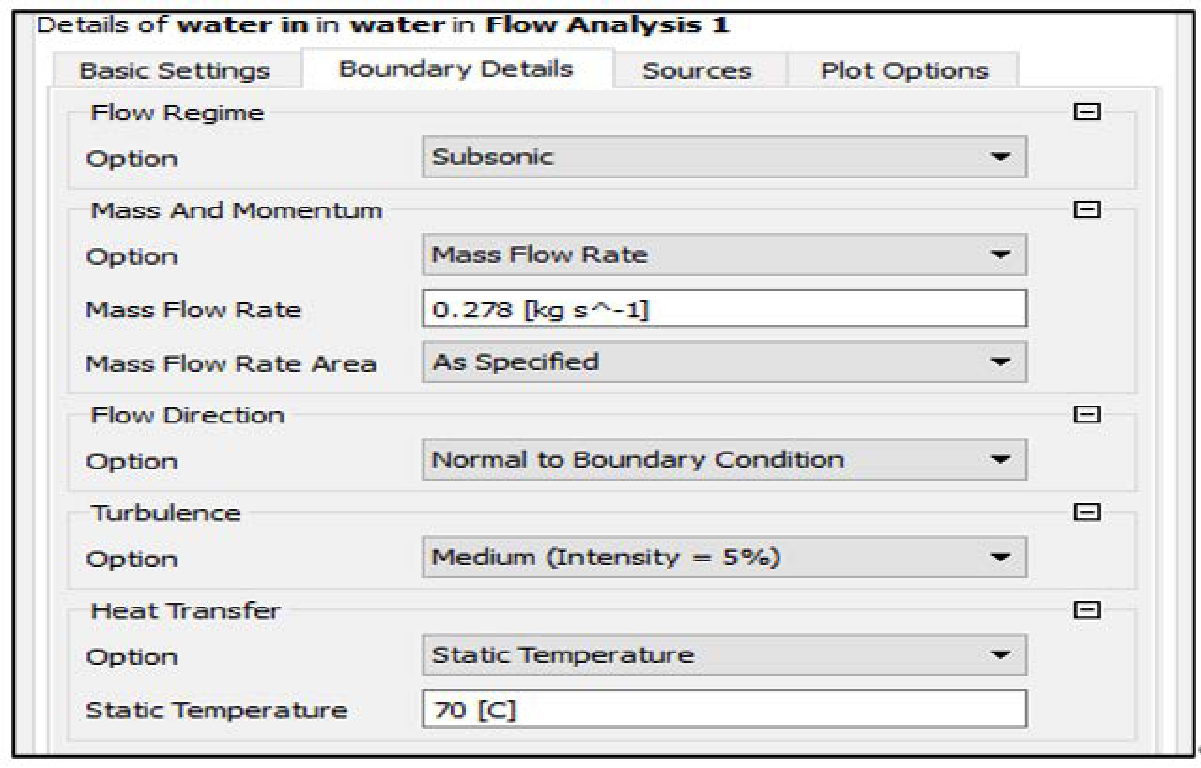 Details of water in in water in Flow Analysis 1
Basic Settings Boundary Details Sources Plot Options
Flow Regime
Option Subsonic
Mass And Momentum
Option Mass Flow Rate
Mass Flow Rate 0.278 [kg s^-1]
Mass Flow Rate Area As Specified
Flow Direction
Option Normal to Boundary Condition
Turbulence
Option Medium (Intensity = 5%)
Heat Transfer
Option Static Temperature
Static Temperature 70 [C]